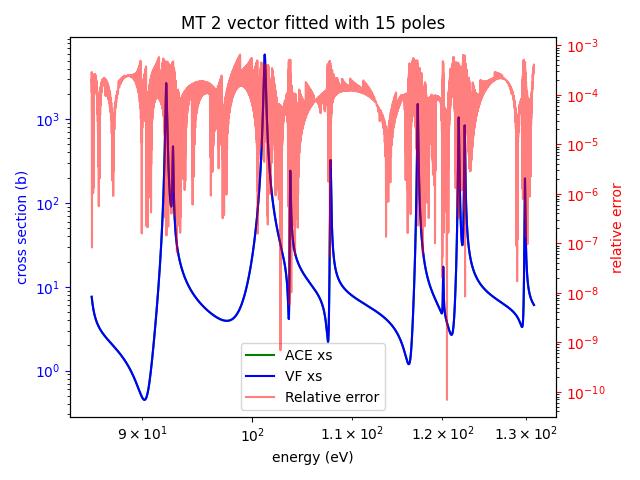 MT 2 vector fitted with 15 poles
cross section (b)
10³
10²
10¹
10⁰
10⁻³
10⁻⁴
10⁻⁵
10⁻⁶
10⁻⁷
10⁻⁸
10⁻⁹
10⁻¹⁰
relative error
ACE xs
VF xs
Relative error
9 × 10¹
10²
1.1 × 10²
1.2 × 10²
1.3 × 10²
energy (eV)